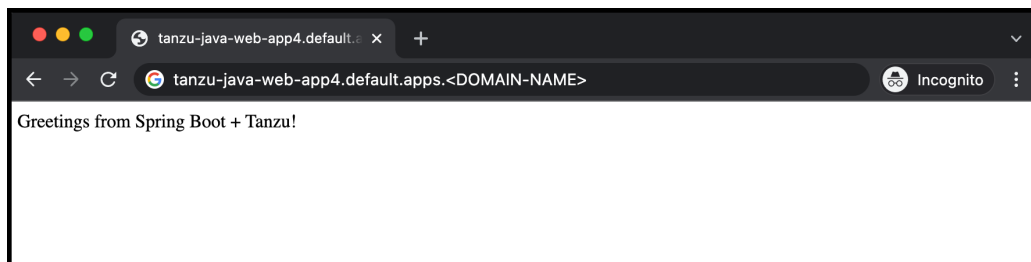 tanzu-java-web-app4.default.a
tanzu-java-web-app4.default.apps.<DOMAIN-NAME>
Incognito
Greetings from Spring Boot + Tanzu!